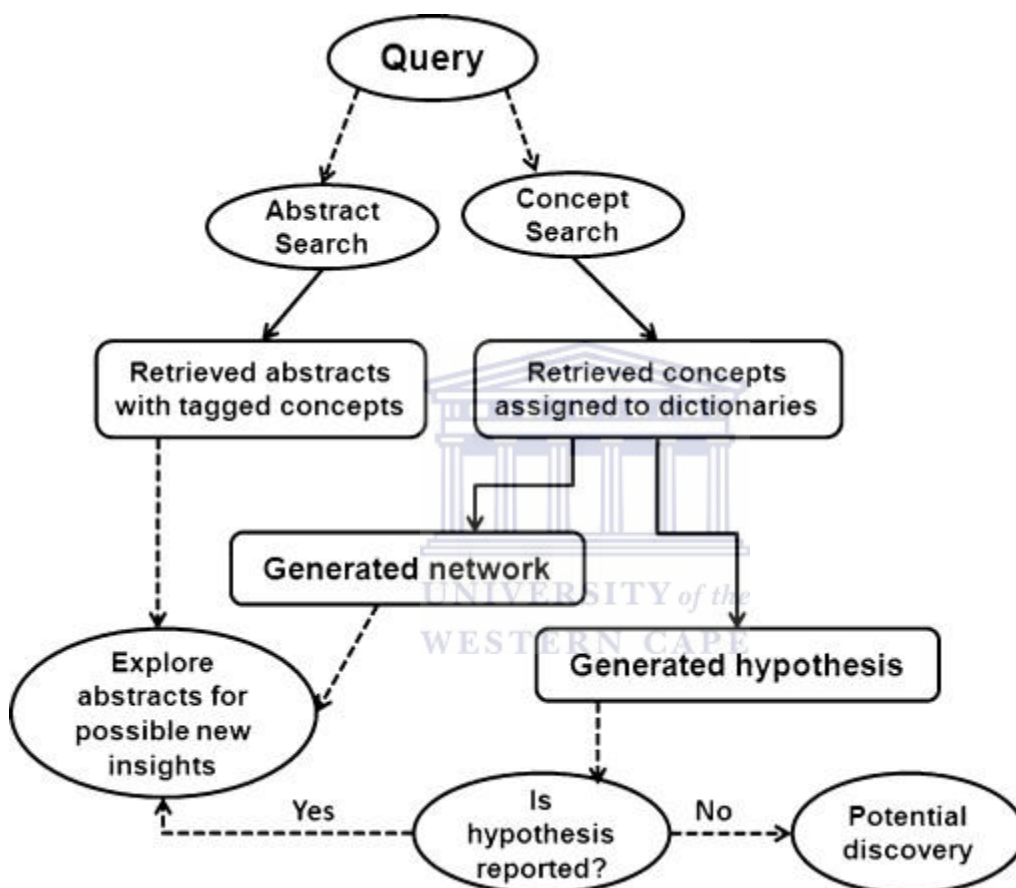 Query
Abstract
Search
Concept
Search
Retrieved abstracts
with tagged concepts
Retrieved concepts
assigned to dictionaries
Generated network
UNIVERSITY of the
WESTERN CAPE
Generated hypothesis
Explore
abstracts for
possible new
insights
Yes
Is
hypothesis
reported?
No
Potential
discovery